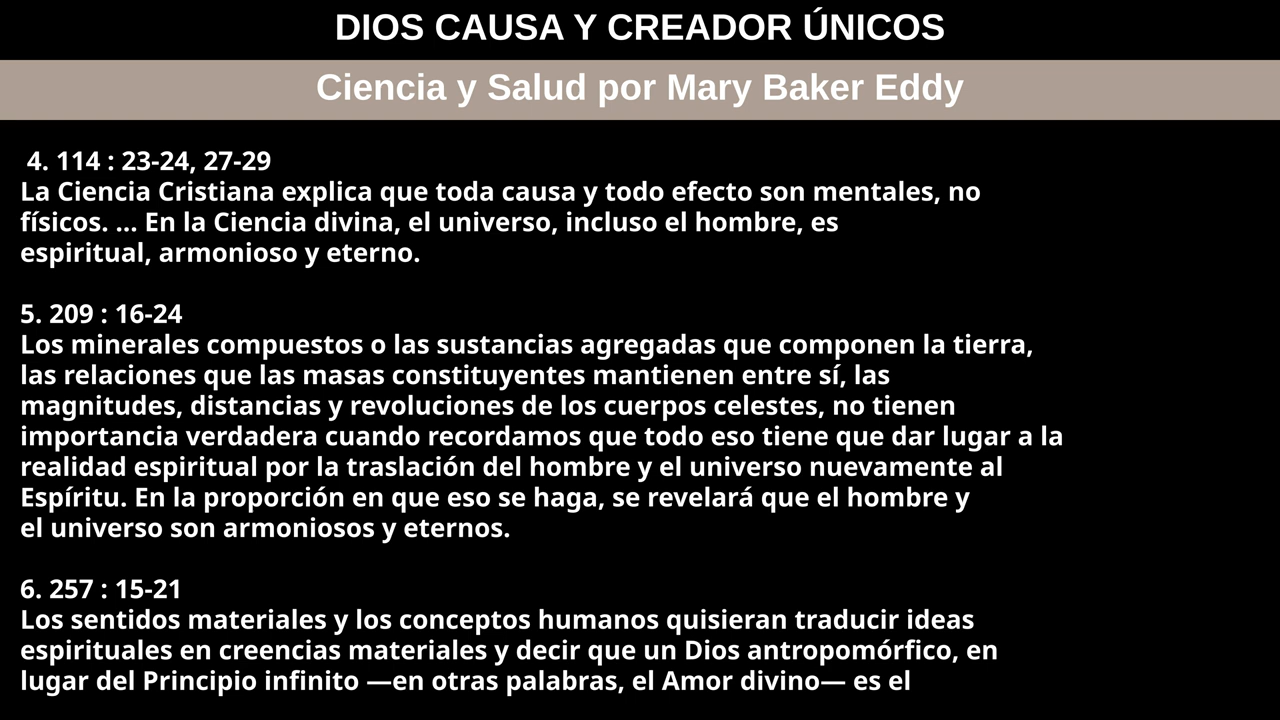 DIOS CAUSA Y CREADOR ÚNICOS
Ciencia y Salud por Mary Baker Eddy
4. 114 : 23-24, 27-29
La Ciencia Cristiana explica que toda causa y todo efecto son mentales, no
físicos. ... En la Ciencia divina, el universo, incluso el hombre, es
espiritual, armonioso y eterno.
5. 209 : 16-24
Los minerales compuestos o las sustancias agregadas que componen la tierra,
las relaciones que las masas constituyentes mantienen entre sí, las
magnitudes, distancias y revoluciones de los cuerpos celestes, no tienen
importancia verdadera cuando recordamos que todo eso tiene que dar lugar a la
realidad espiritual por la traslación del hombre y el universo nuevamente al
Espíritu. En la proporción en que eso se haga, se revelará que el hombre y
el universo son armoniosos y eternos.
6. 257 : 15-21
Los sentidos materiales y los conceptos humanos quisieran traducir ideas
espirituales en creencias materiales y decir que un Dios antropomórfico, en
lugar del Principio infinito —en otras palabras, el Amor divino— es el